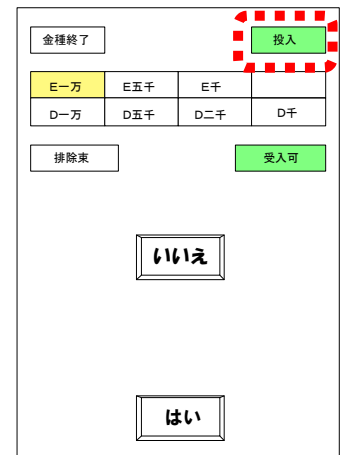 金種終了 投入
E一万 E五千 E千
D一万 D五千 D二千 D千
排除束 受入可
いいえ
はい